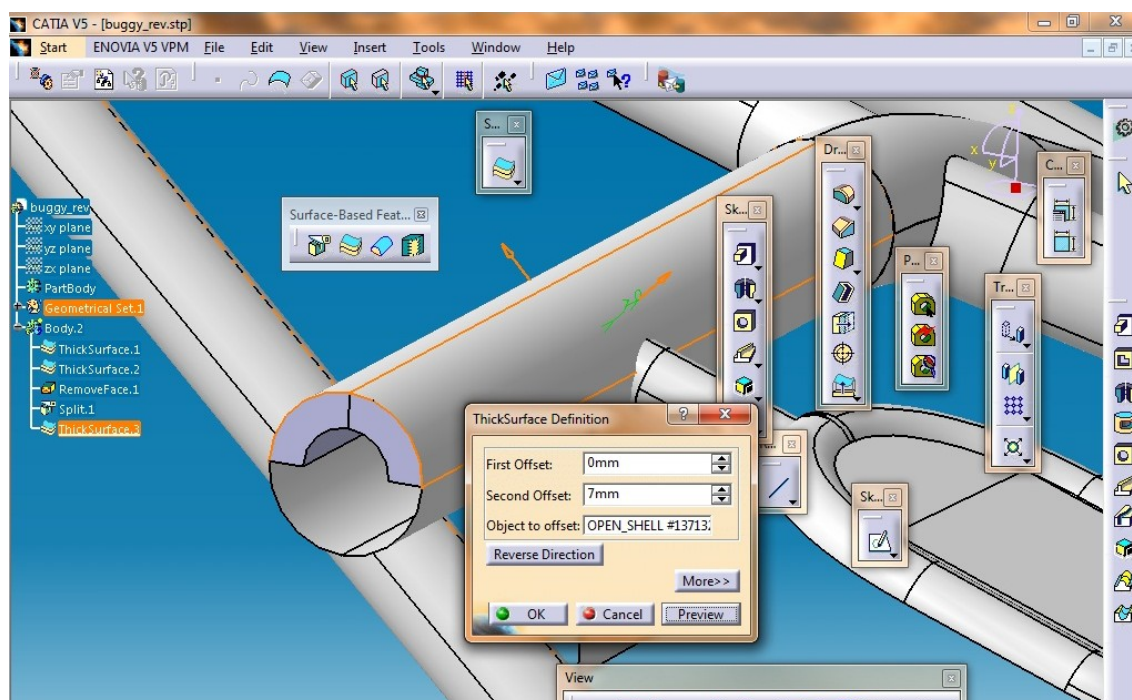 CATIA V5 - [buggy_rev.stp]
Start ENOVIA V5 VPM File Edit View Insert Tools Window Help
S...
Dr...
C...
Sk...
Surface-Based Feat...
buggy_rev
xy plane
yz plane
zx plane
PartBody
Geometrical Set.1
Body.2
ThickSurface.1
ThickSurface.2
RemoveFace.1
Split.1
ThickSurface.3
x
y
P...
Tr...
ThickSurface Definition
First Offset: 0mm
Second Offset: 7mm
Object to offset: OPEN_SHELL #13713
Reverse Direction
More>>
OK Cancel Preview
Sk...
View